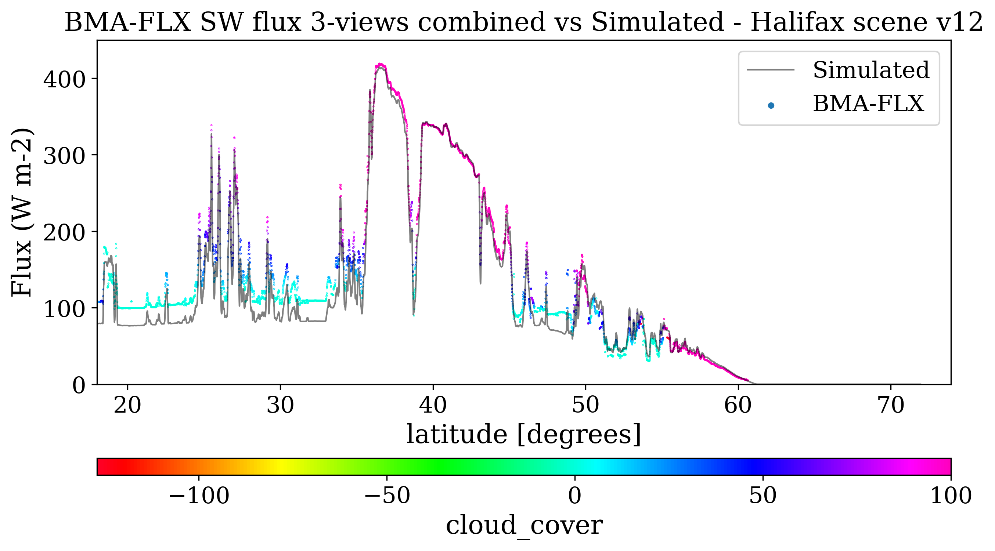 BMA-FLX SW flux 3-views combined vs Simulated - Halifax scene v12
Flux (W m-2)
400
300
200
100
0
Simulated
BMA-FLX
20 30 40 50 60 70
latitude [degrees]
−100 −50 0 50 100
cloud_cover